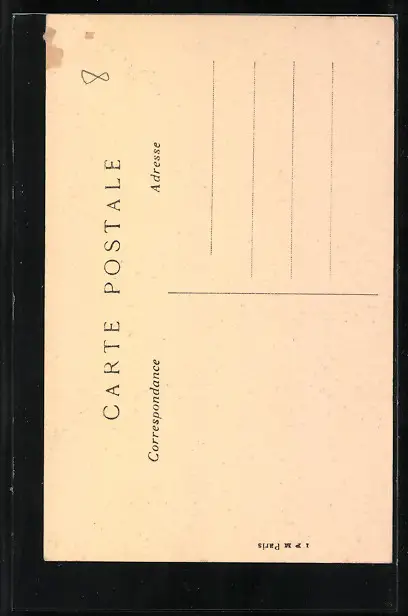 CARTE POSTALE
Correspondance
Adresse
8
I P M Paris